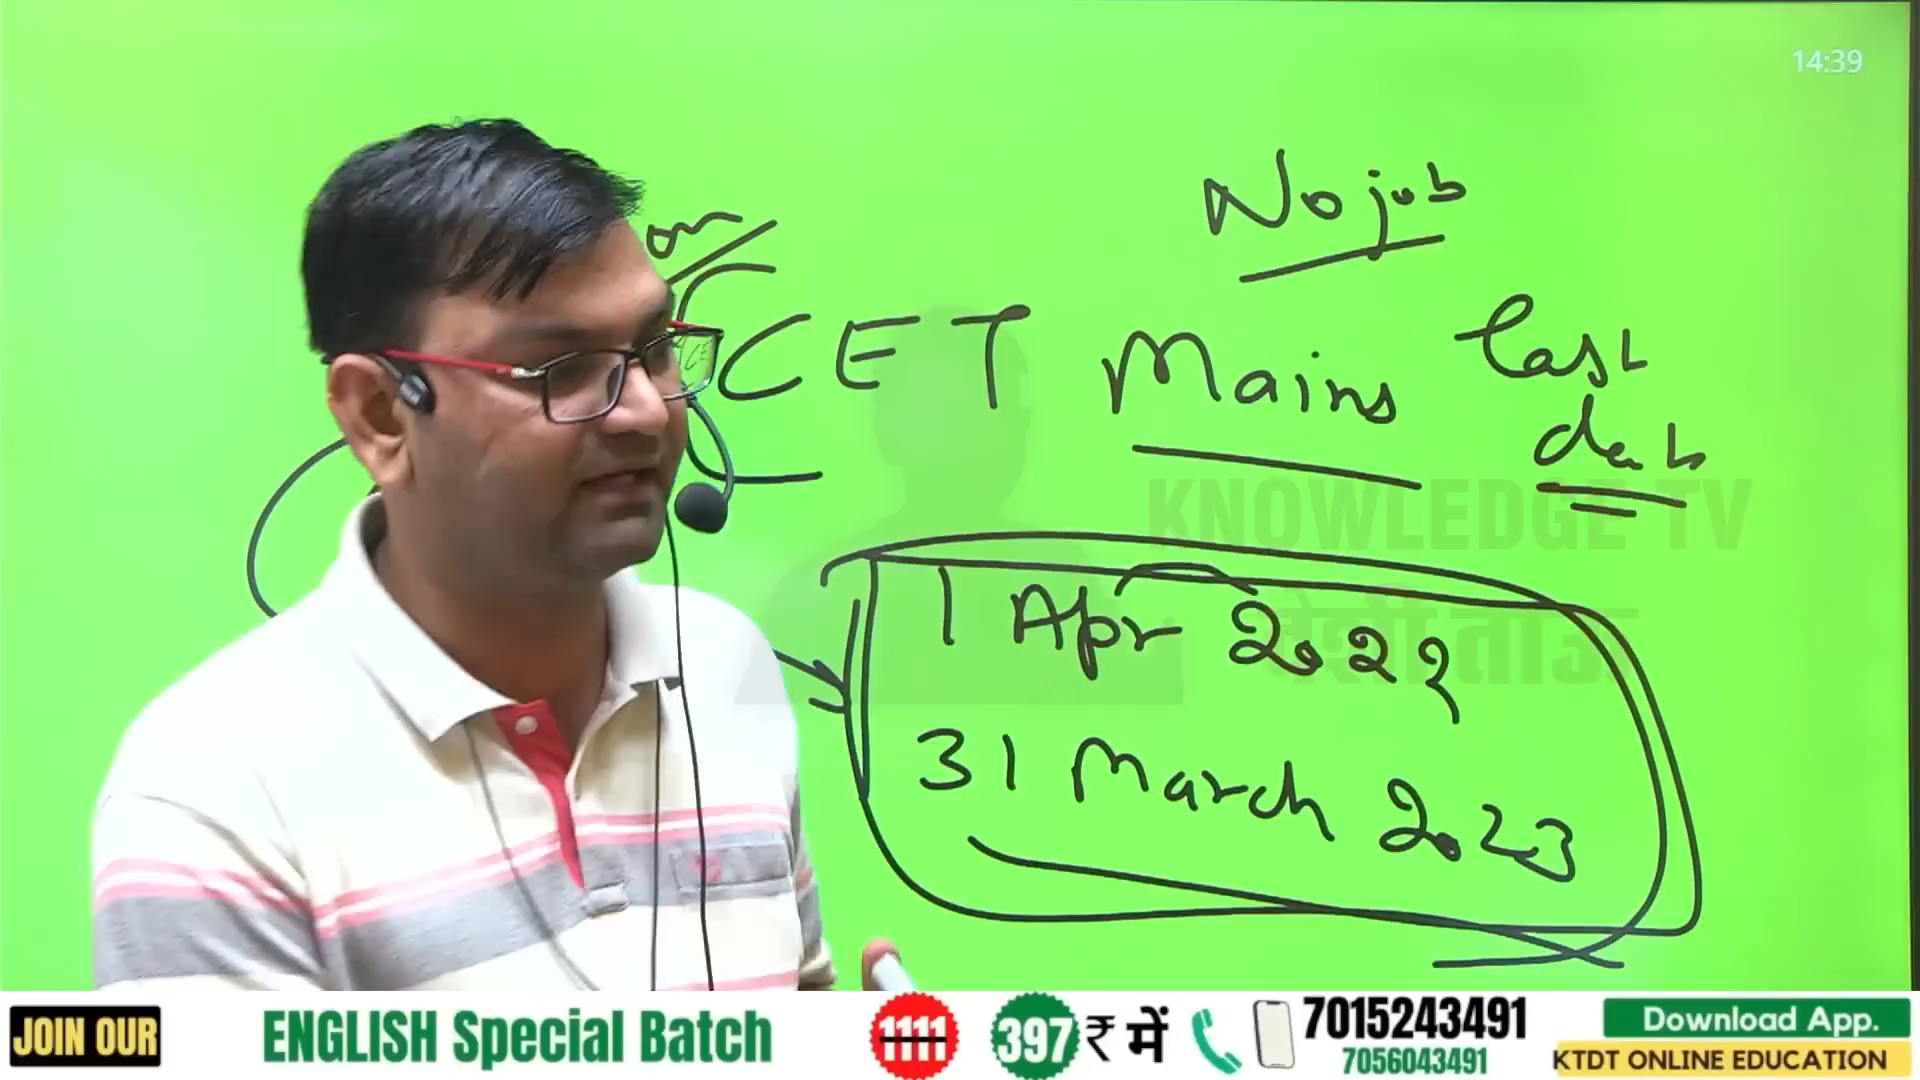 14:39
No job
CET Mains
last
date
KNOWLEDGE TV
1 Apr 2022
31 March 2023
JOIN OUR ENGLISH Special Batch 1111 397 ₹ में 7015243491
7056043491
Download App.
KTDT ONLINE EDUCATION